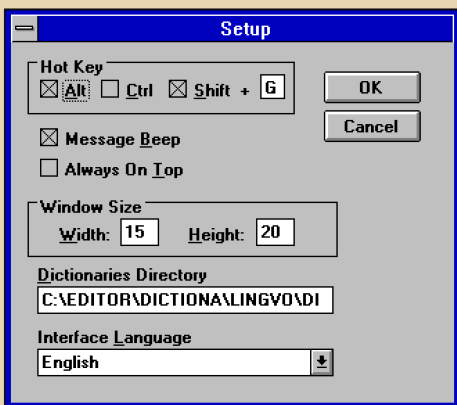 Setup
Hot Key
Alt Ctrl Shift + G
OK
Cancel
Message Beep
Always On Top
Window Size
Width: 15 Height: 20
Dictionaries Directory
C:\EDITOR\DICTIONA\LINGVO\DI
Interface Language
English